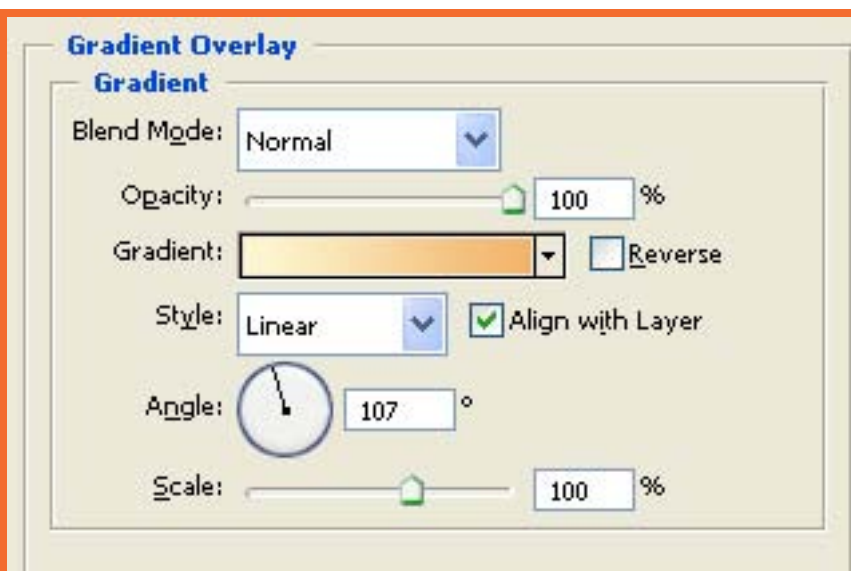 Gradient Overlay
Gradient
Blend Mode: Normal
Opacity: 100 %
Gradient: Reverse
Style: Linear Align with Layer
Angle: 107 °
Scale: 100 %